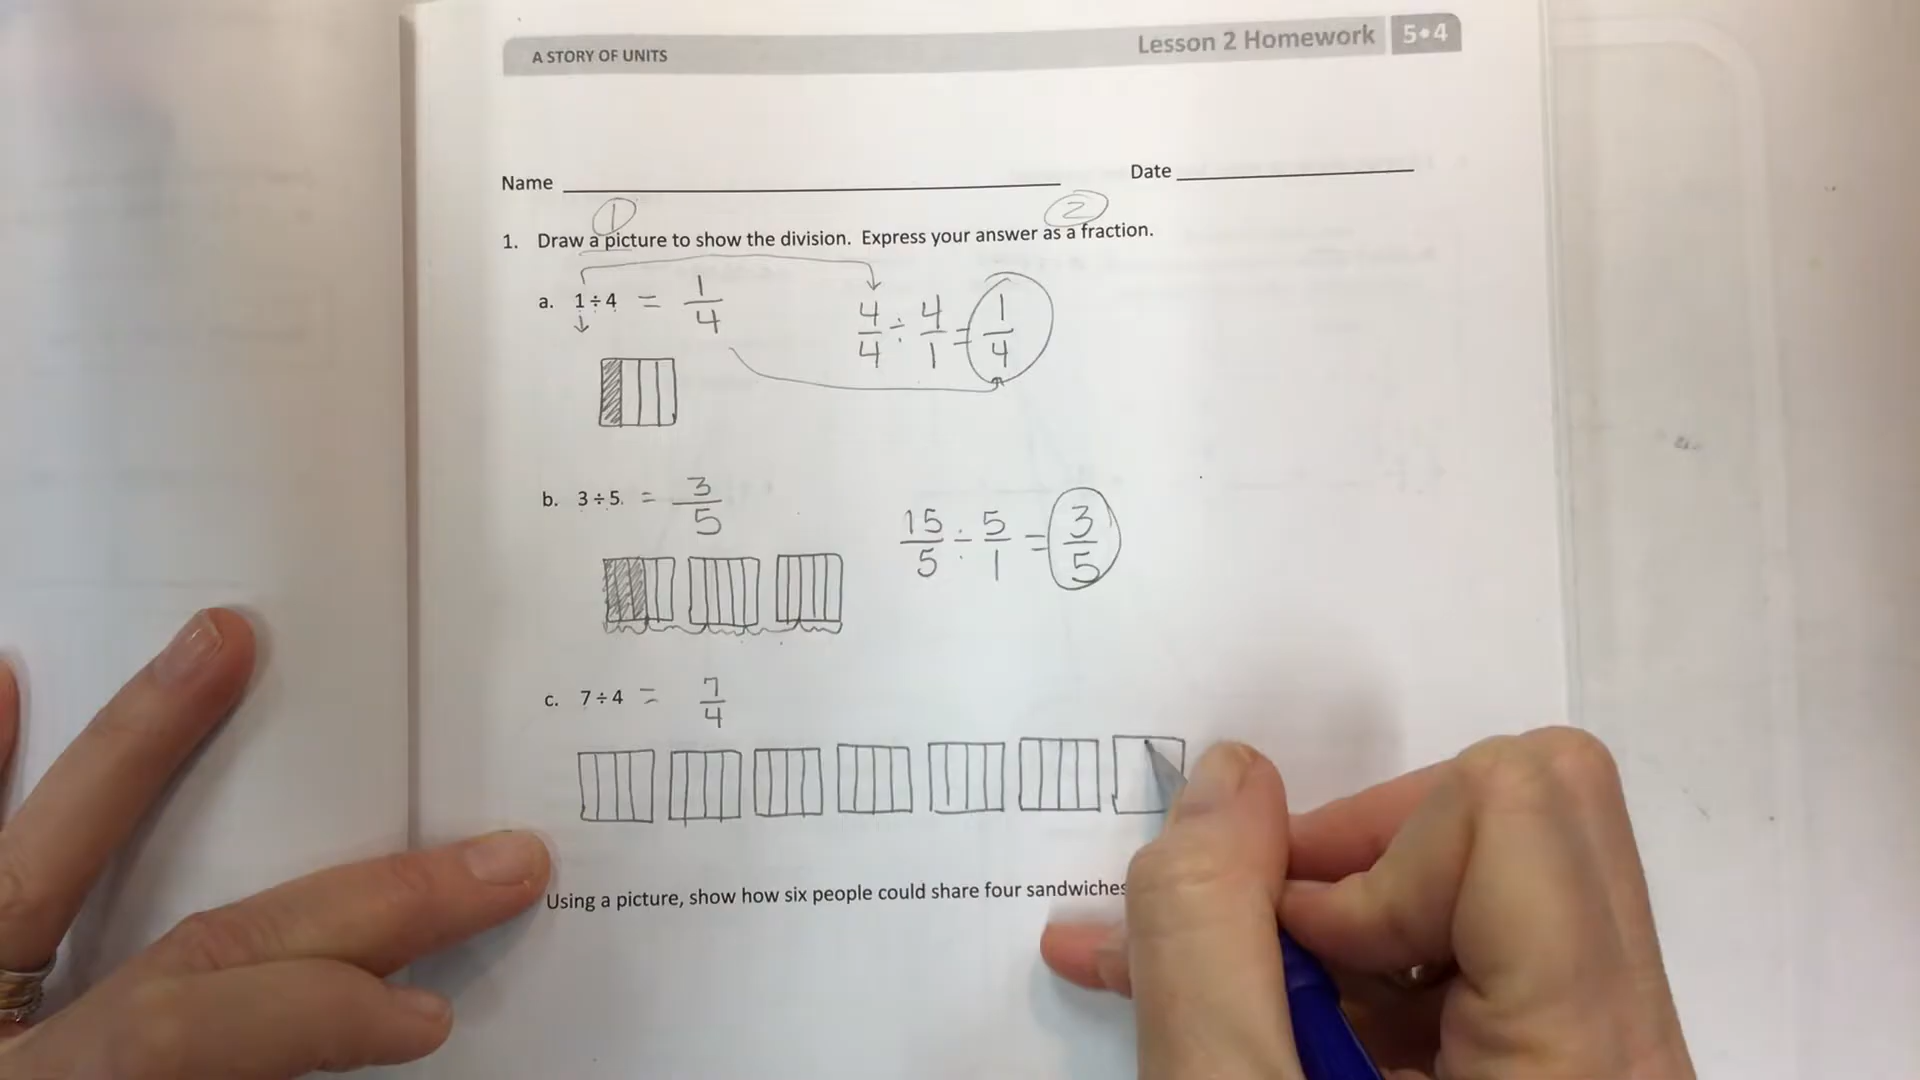 A STORY OF UNITS
Lesson 2 Homework 5•4
Name
Date
1 2
1. Draw a picture to show the division. Express your answer as a fraction.
a. 1 ÷ 4 = 1/4 4/4 ÷ 4/1 = 1/4
b. 3 ÷ 5 = 3/5 15/5 ÷ 5/1 = 3/5
c. 7 ÷ 4 = 7/4
Using a picture, show how six people could share four sandwiches